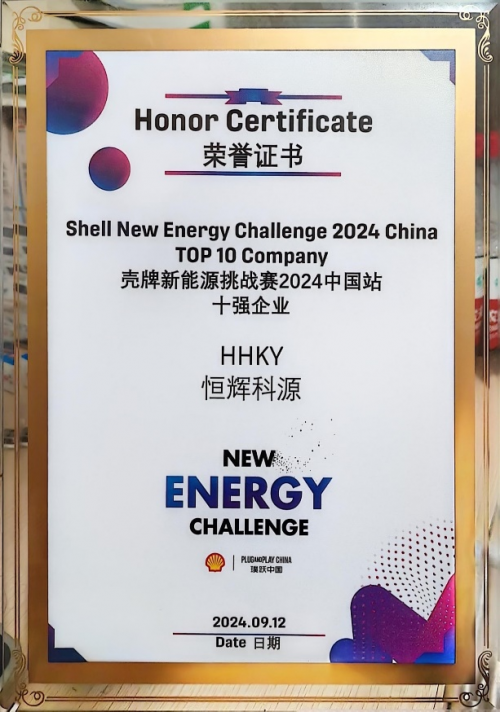 Honor Certificate
荣誉证书
Shell New Energy Challenge 2024 China
TOP 10 Company
壳牌新能源挑战赛2024中国站
十强企业
HHKY
恒辉科源
NEW
ENERGY
CHALLENGE
PLUGANDPLAY CHINA
璞跃中国
2024.09.12
Date 日期